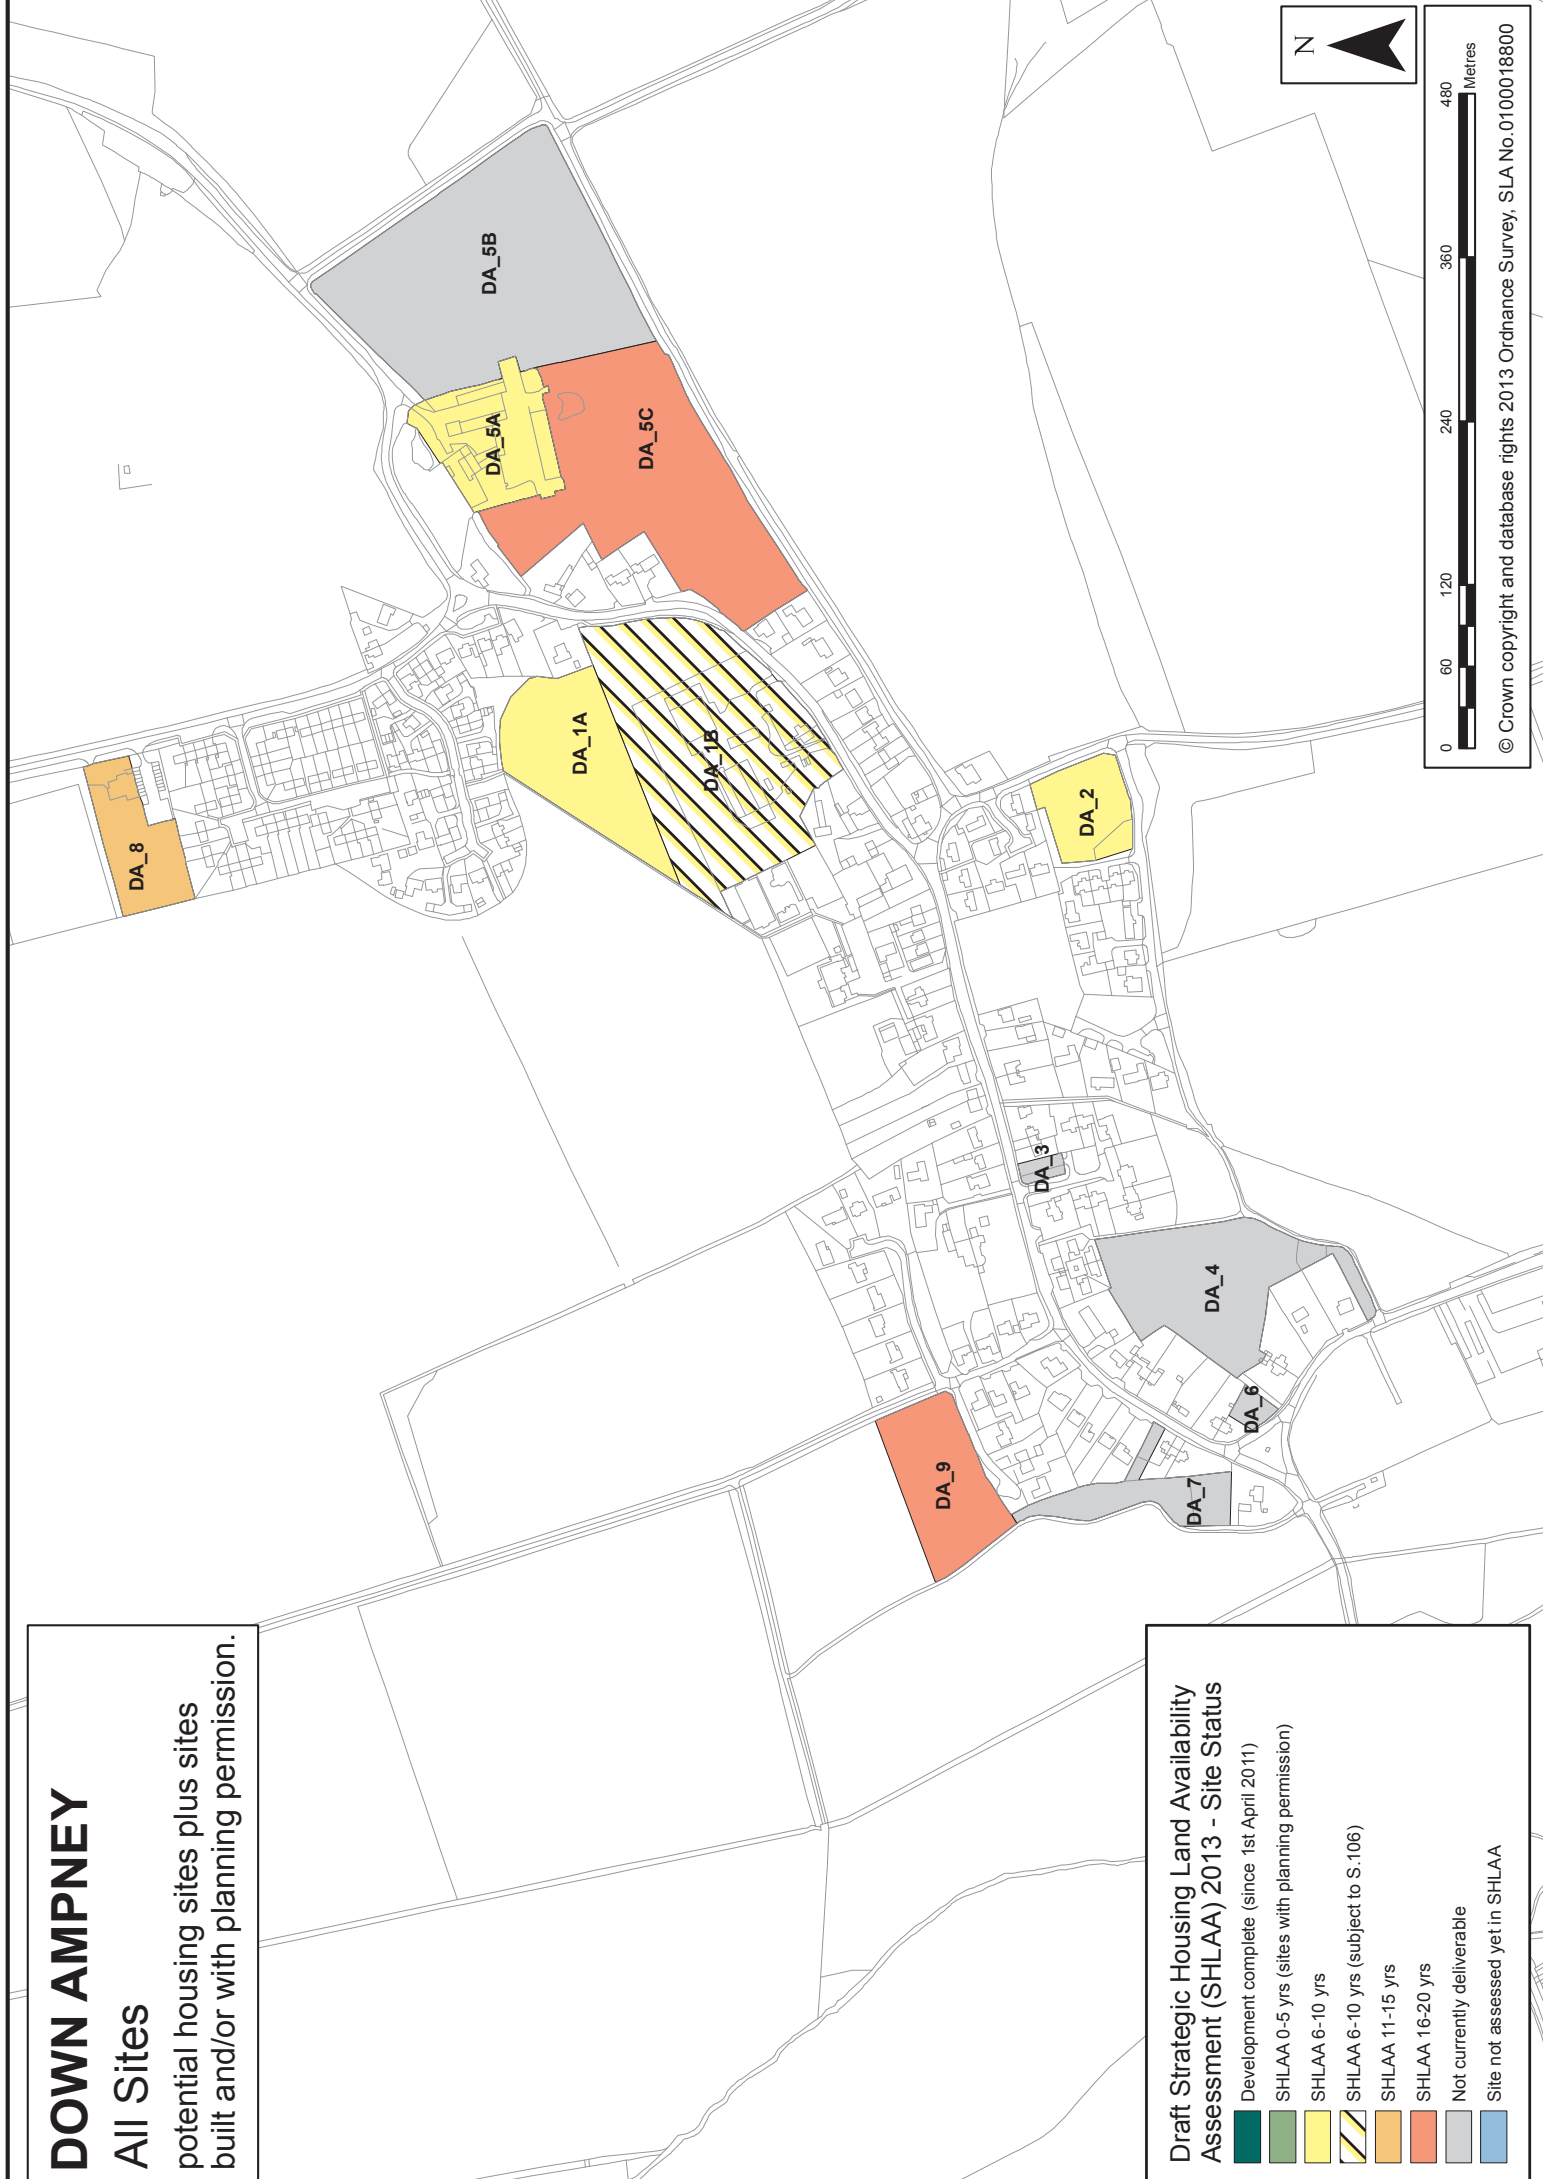 DOWN AMPNEY
All Sites
potential housing sites plus sites
built and/or with planning permission.
DA_8
DA_1A
DA_1B
DA_5A
DA_5B
DA_5C
DA_2
DA_3
DA_4
DA_6
DA_7
DA_9
Draft Strategic Housing Land Availability
Assessment (SHLAA) 2013 - Site Status
Development complete (since 1st April 2011)
SHLAA 0-5 yrs (sites with planning permission)
SHLAA 6-10 yrs
SHLAA 6-10 yrs (subject to S.106)
SHLAA 11-15 yrs
SHLAA 16-20 yrs
Not currently deliverable
Site not assessed yet in SHLAA
N
0 60 120 240 360 480
Metres
© Crown copyright and database rights 2013 Ordnance Survey, SLA No.0100018800